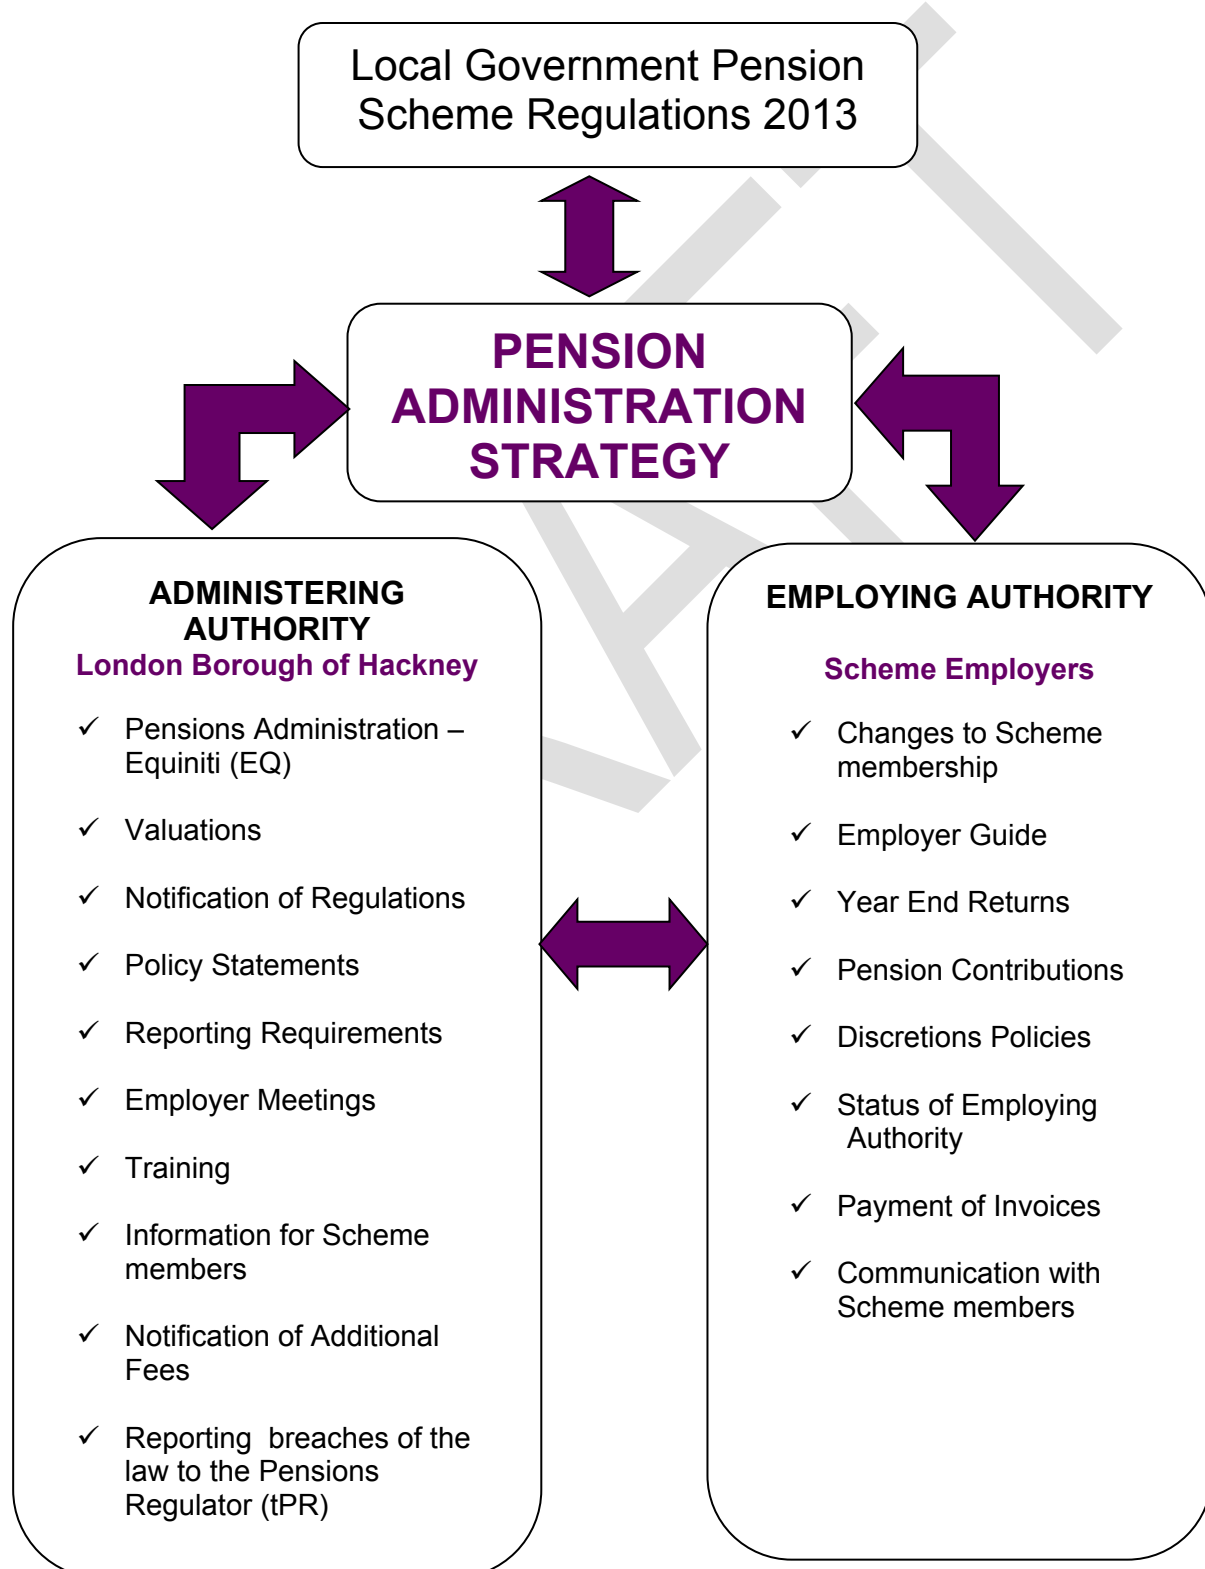 Local Government Pension
Scheme Regulations 2013
PENSION
ADMINISTRATION
STRATEGY
ADMINISTERING
AUTHORITY
London Borough of Hackney
✓ Pensions Administration –
Equiniti (EQ)
✓ Valuations
✓ Notification of Regulations
✓ Policy Statements
✓ Reporting Requirements
✓ Employer Meetings
✓ Training
✓ Information for Scheme
members
✓ Notification of Additional
Fees
✓ Reporting  breaches of the
law to the Pensions
Regulator (tPR)
EMPLOYING AUTHORITY
Scheme Employers
✓ Changes to Scheme
membership
✓ Employer Guide
✓ Year End Returns
✓ Pension Contributions
✓ Discretions Policies
✓ Status of Employing
Authority
✓ Payment of Invoices
✓ Communication with
Scheme members